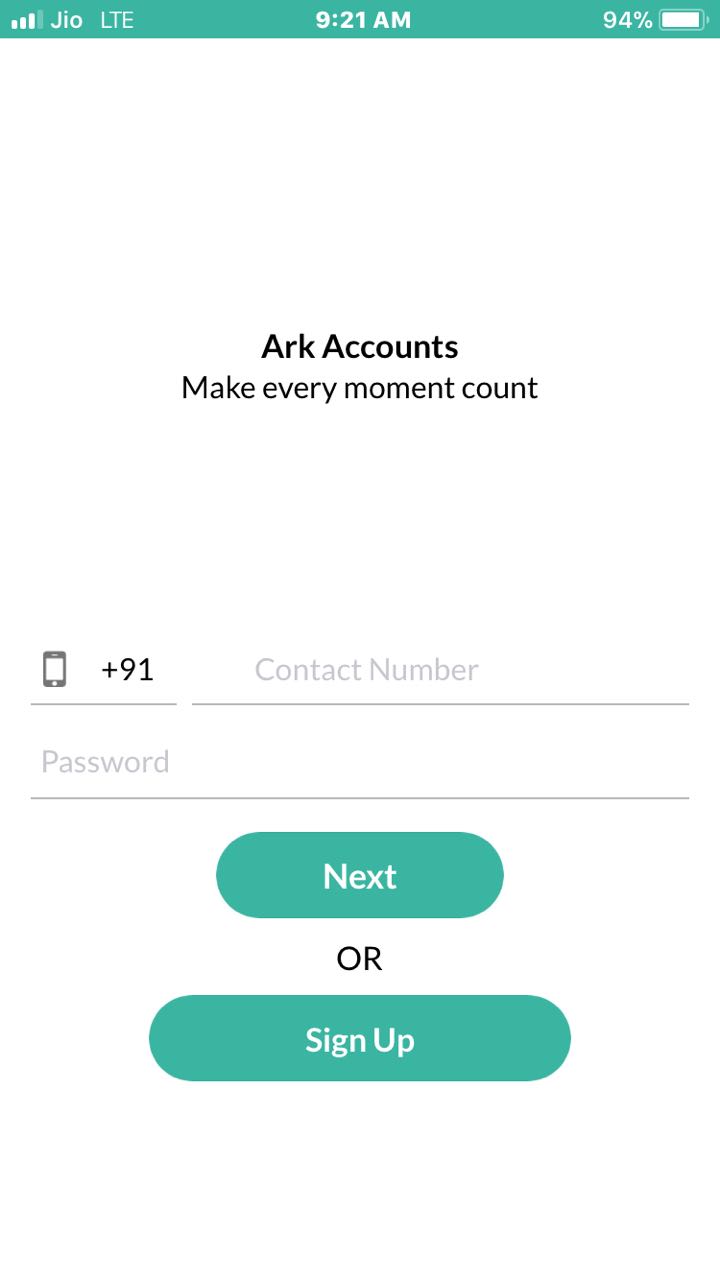 Jio LTE 9:21 AM 94%
Ark Accounts
Make every moment count
+91 Contact Number
Password
Next
OR
Sign Up